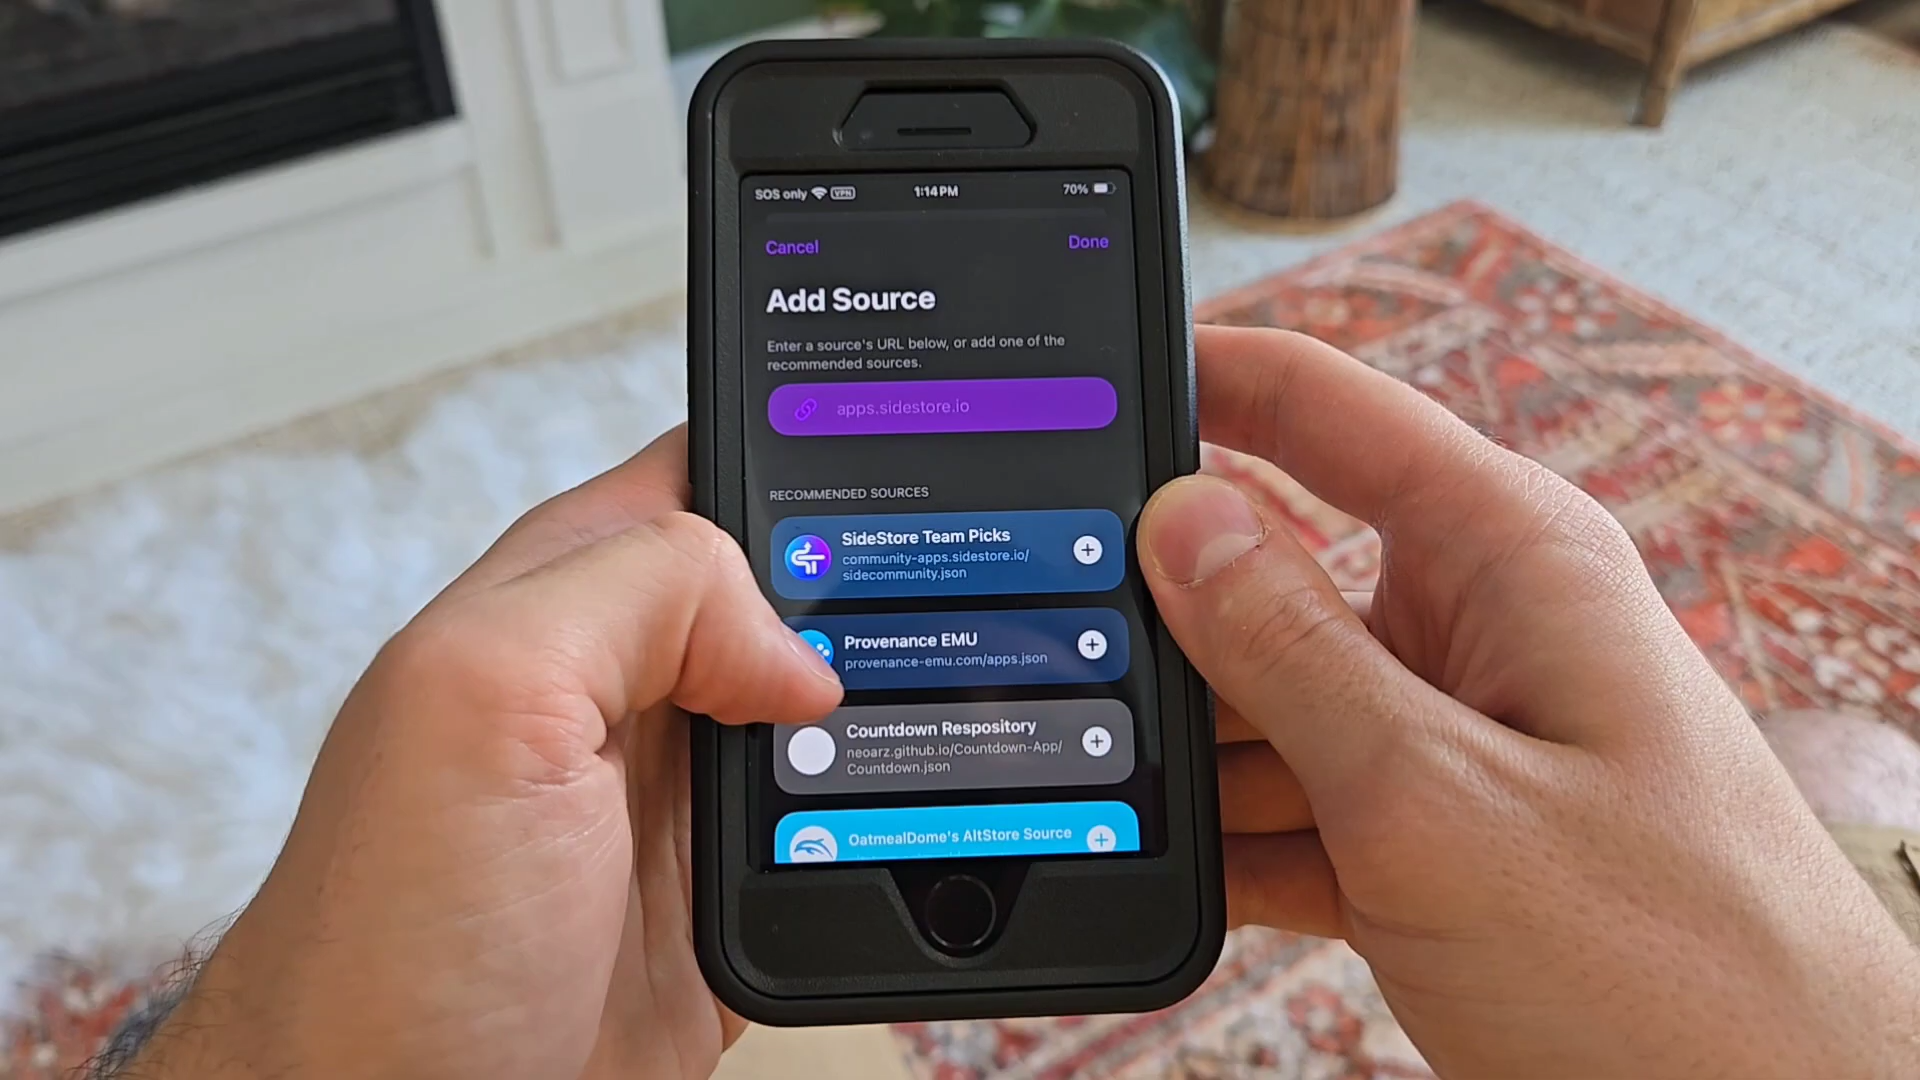 SOS only VPN 1:14 PM 70%
Cancel Done
Add Source
Enter a source's URL below, or add one of the
recommended sources.
apps.sidestore.io
RECOMMENDED SOURCES
SideStore Team Picks
community-apps.sidestore.io/
sidecommunity.json
Provenance EMU
provenance-emu.com/apps.json
Countdown Respository
neoarz.github.io/Countdown-App/
Countdown.json
OatmealDome's AltStore Source